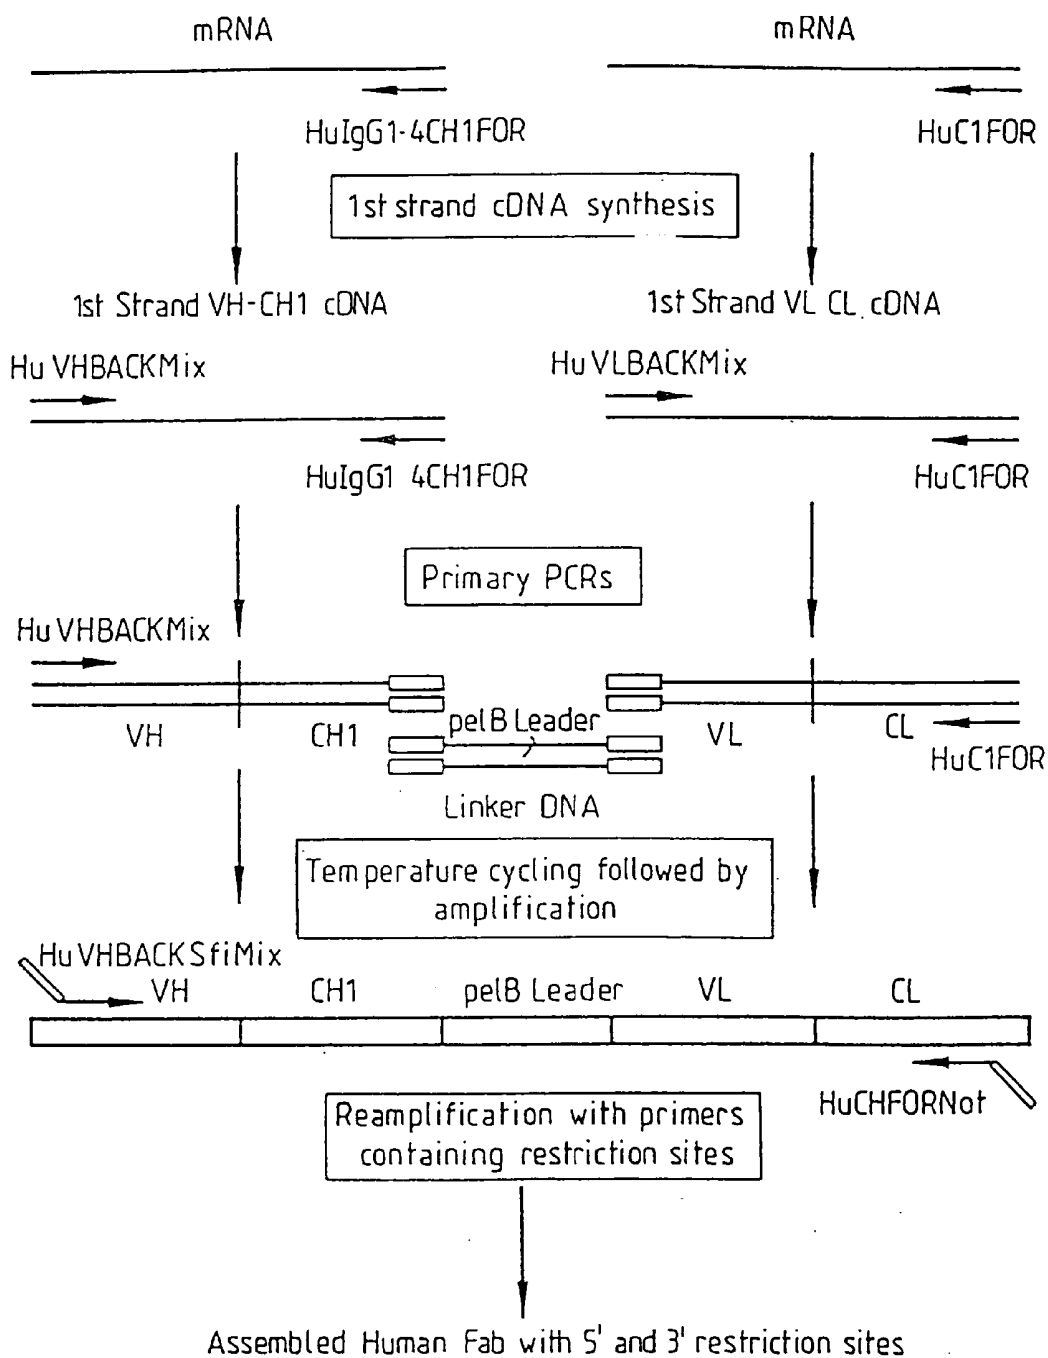 mRNA
mRNA
HuIgG1-4CH1FOR
HuC1FOR
1st strand cDNA synthesis
1st Strand VH-CH1 cDNA
1st Strand VL CL cDNA
Hu VHBACKMix
Hu VLBACKMix
HuIgG1 4CH1FOR
HuC1FOR
Primary PCRs
Hu VHBACKMix
VH
CH1
pelB Leader
VL
CL
HuC1FOR
Linker DNA
Temperature cycling followed by
amplification
Hu VHBACKSfiMix
VH
CH1
pelB Leader
VL
CL
HuCHFORNot
Reamplification with primers
containing restriction sites
Assembled Human Fab with 5' and 3' restriction sites